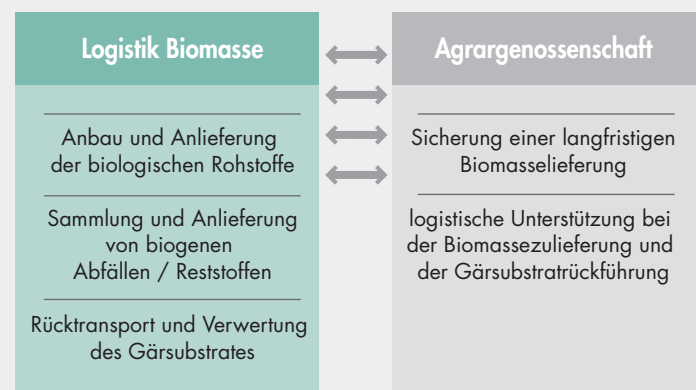 Logistik Biomasse
Anbau und Anlieferung
der biologischen Rohstoffe
Sammlung und Anlieferung
von biogenen
Abfällen / Reststoffen
Rücktransport und Verwertung
des Gärsubstrates
Agrargenossenschaft
Sicherung einer langfristigen
Biomasselieferung
logistische Unterstützung bei
der Biomassezulieferung und
der Gärsubstratrückführung